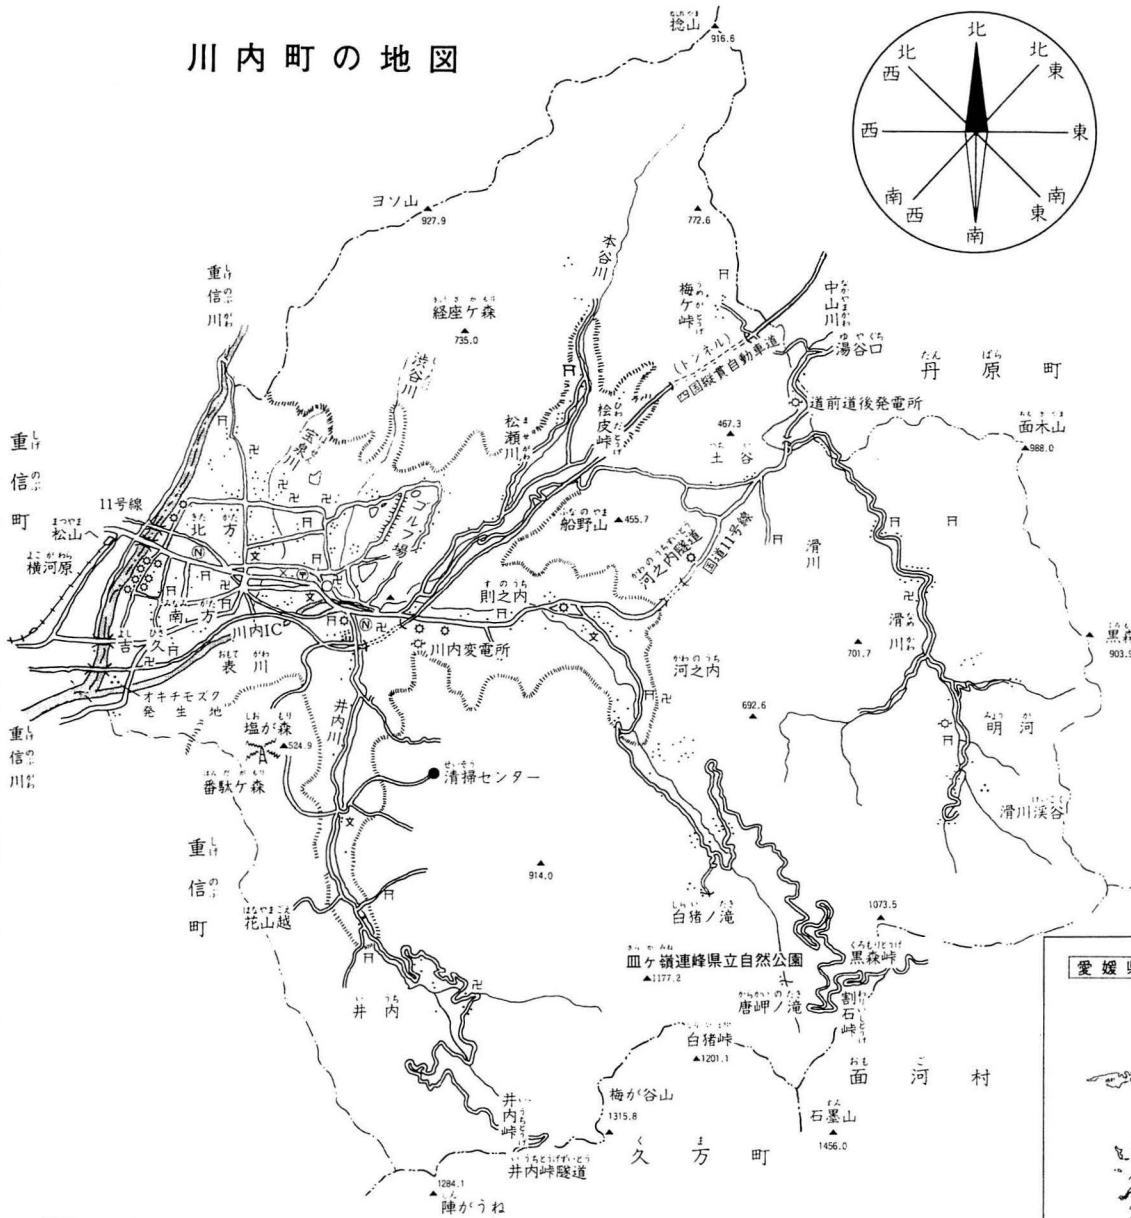 川内町の地図
捻山
916.6
北
北東
東
南東
南
南西
西
北西
ヨソ山
927.9
772.6
本谷川
重信川
経座ケ森
735.0
渋谷川
宝泉川
梅ケ峠
中山川
湯谷口
(トンネル)
四国縦貫自動車道
丹原町
道前道後発電所
面木山
988.0
松瀬川
桧皮峠
467.3
土谷
重信町
11号線
松山へ
横河原
北方
ゴルフ場
船野山
455.7
河之内隧道
国道11号線
滑川
滑川
南方
吉久
川内IC
表川
則之内
川内変電所
河之内
701.7
903.9
オキチモズク
発生地
重信川
塩が森
524.9
番駄ケ森
井内川
清掃センター
692.6
明河
滑川渓谷
重信町
花山越
914.0
白猪ノ滝
1073.5
皿ヶ嶺連峰県立自然公園
1177.2
黒森峠
唐岬ノ滝
割石峠
井内
白猪峠
1201.1
面河村
梅が谷山
1315.8
石墨山
1456.0
井内峠
井内峠隧道
久万町
1284.1
陣がうね
愛媛